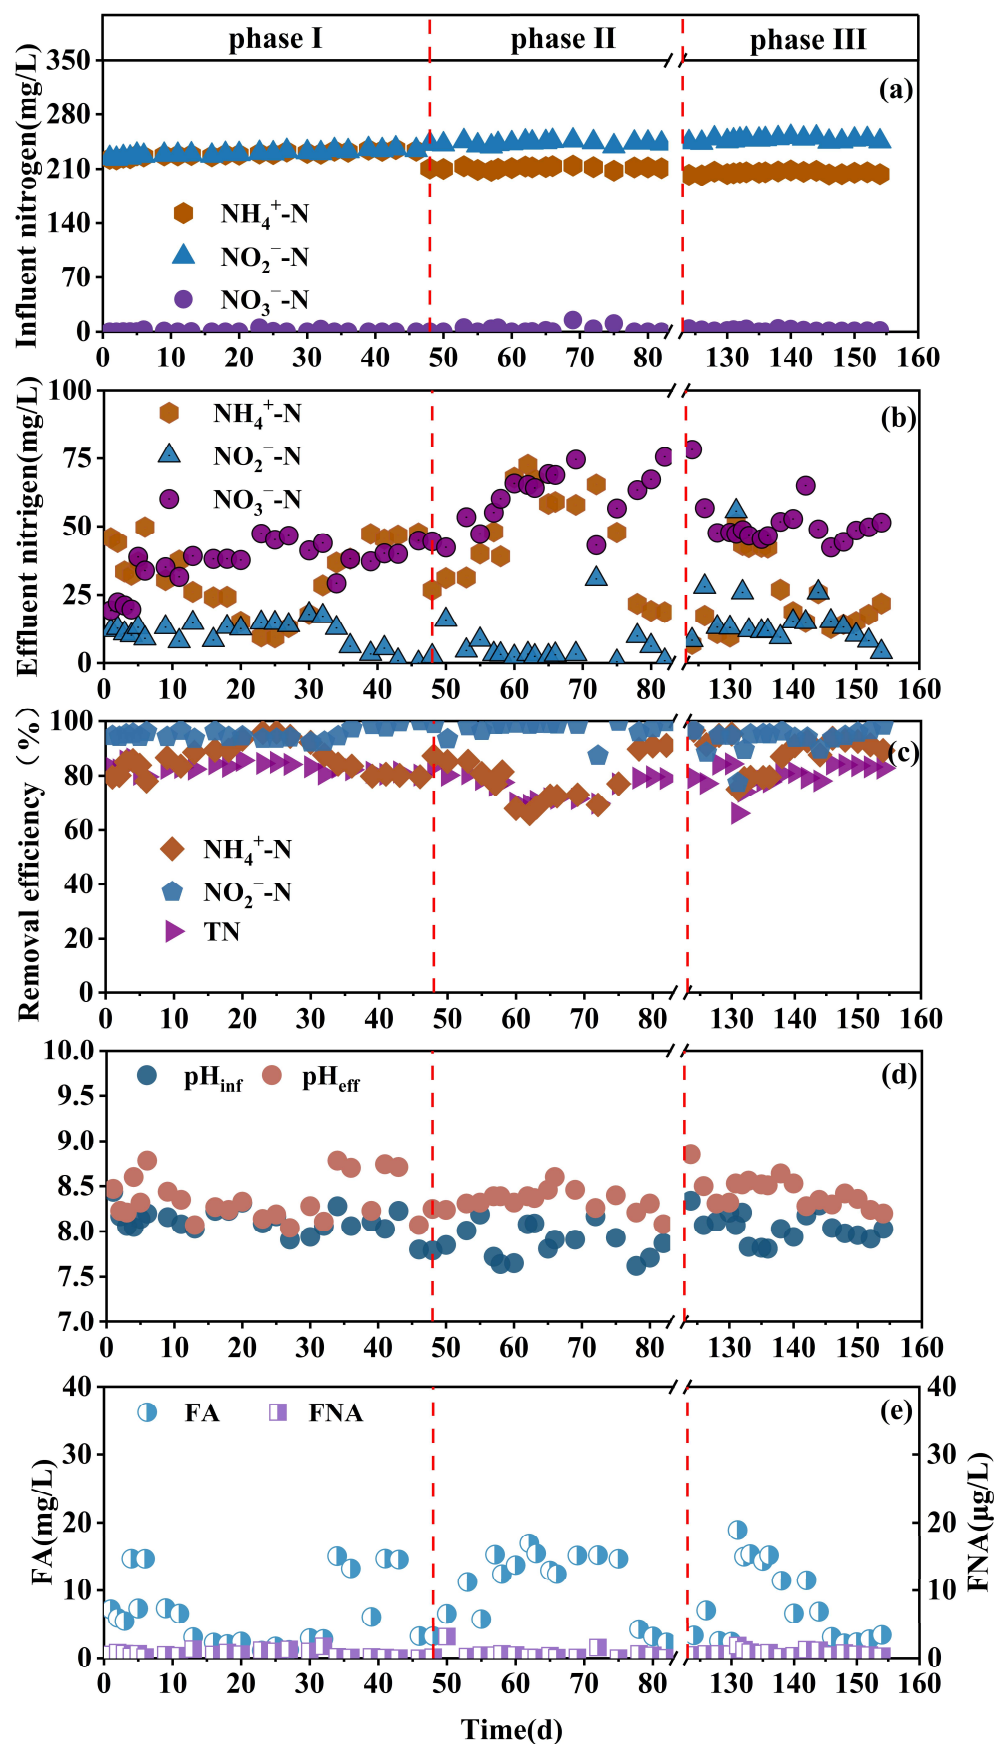 phase I phase II phase III
350
280
210
140
70
0
Influent nitrogen(mg/L)
(a)
NH₄⁺-N
NO₂⁻-N
NO₃⁻-N
0 10 20 30 40 50 60 70 80 130 140 150 160
100
75
50
25
0
Effluent nitrigen(mg/L)
(b)
NH₄⁺-N
NO₂⁻-N
NO₃⁻-N
0 10 20 30 40 50 60 70 80 130 140 150 160
100
80
60
40
20
0
Removal efficiency（%）
(c)
NH₄⁺-N
NO₂⁻-N
TN
0 10 20 30 40 50 60 70 80 130 140 150 160
10.0
9.5
9.0
8.5
8.0
7.5
7.0
(d)
pHinf pHeff
0 10 20 30 40 50 60 70 80 130 140 150 160
40
30
20
10
0
FA(mg/L)
(e)
FA FNA
40
30
20
10
0
FNA(μg/L)
0 10 20 30 40 50 60 70 80 130 140 150 160
Time(d)